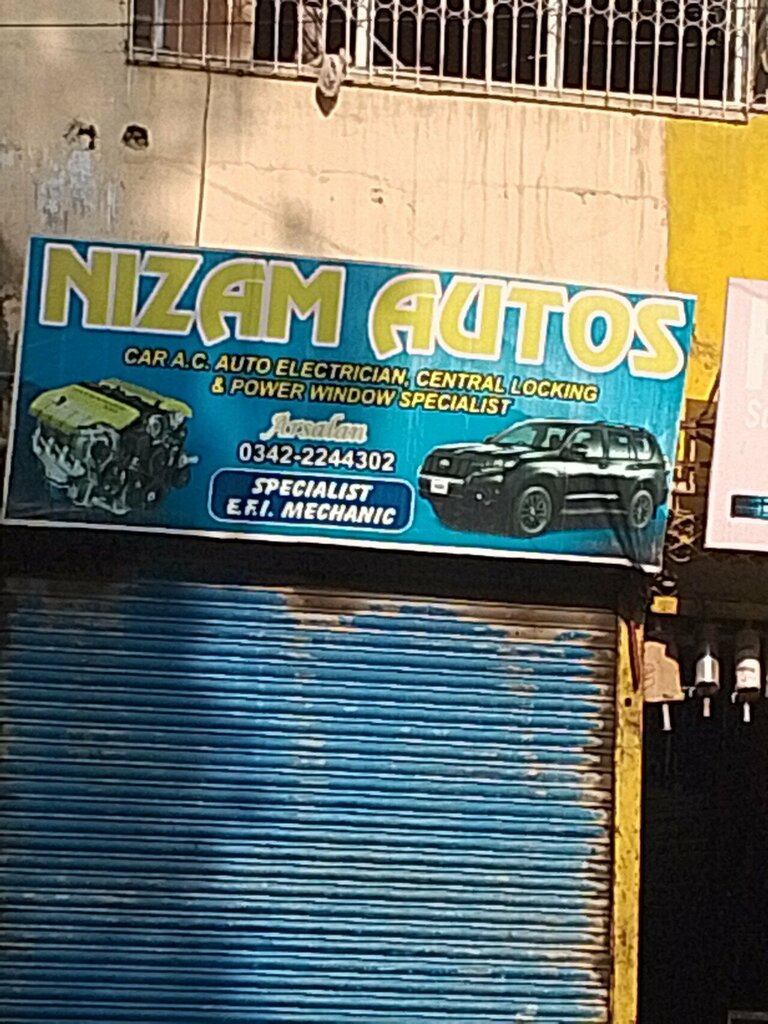 NIZAM AUTOS
CAR A.C. AUTO ELECTRICIAN, CENTRAL LOCKING
& POWER WINDOW SPECIALIST
Arsalan
0342-2244302
SPECIALIST
E.F.I. MECHANIC